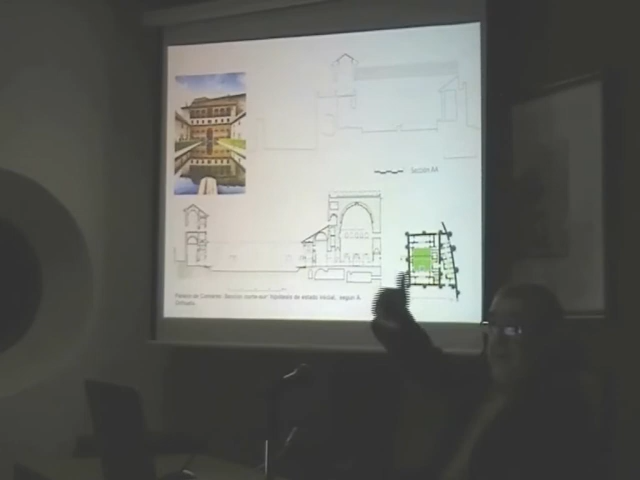 Sección AA
Palacio de Comares. Sección norte-sur: hipótesis de estado inicial, según A.
Orihuela.